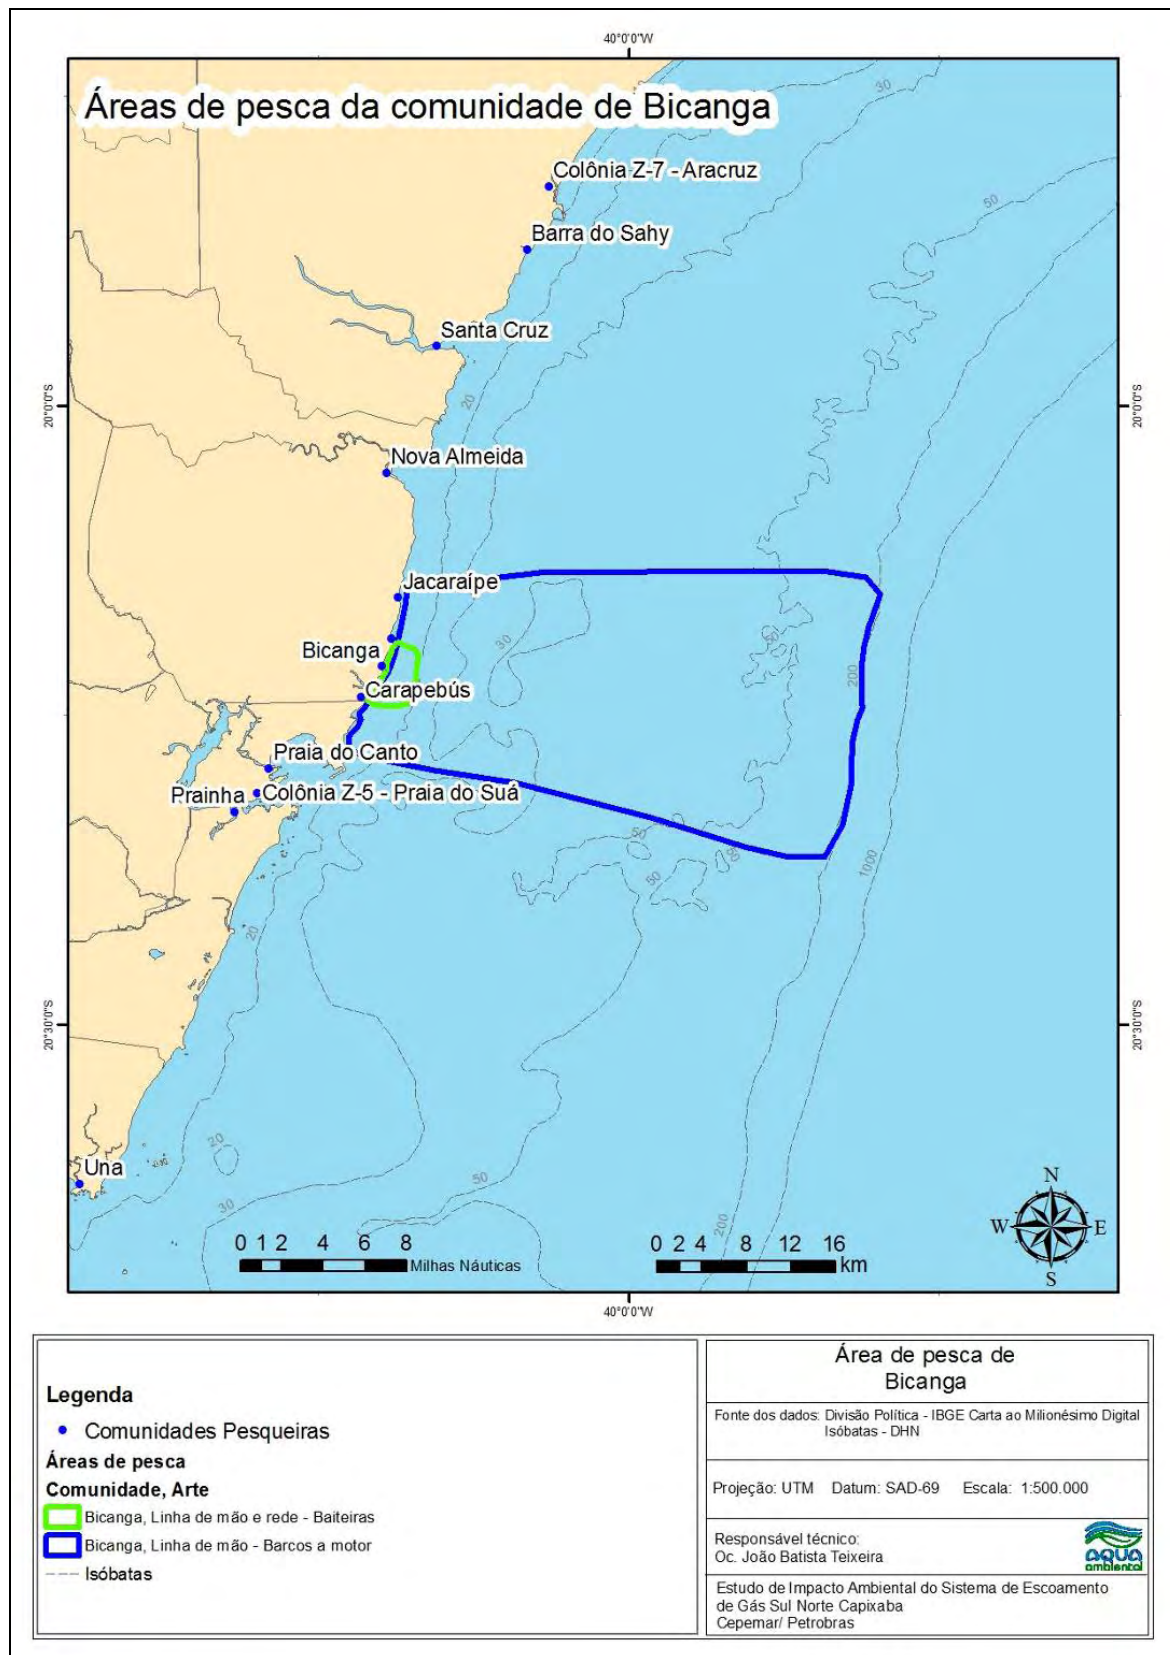 40°0'0"W
Áreas de pesca da comunidade de Bicanga
30
Colônia Z-7 - Aracruz
50
Barra do Sahy
Santa Cruz
20°0'0"S
20
20°0'0"S
Nova Almeida
Jacaraípe
30
50
Bicanga
200
Carapebús
Praia do Canto
Colônia Z-5 - Praia do Suá
Prainha
50
50
1000
50
20
20°30'0"S
20°30'0"S
20
Una
50
30
200
N
W
E
S
0 1 2 4 6 8
Milhas Náuticas
0 2 4 8 12 16
km
40°0'0"W
Legenda
Comunidades Pesqueiras
Áreas de pesca
Comunidade, Arte
Bicanga, Linha de mão e rede - Baiteiras
Bicanga, Linha de mão - Barcos a motor
Isóbatas
Área de pesca de
Bicanga
Fonte dos dados: Divisão Política - IBGE Carta ao Milionésimo Digital
Isóbatas - DHN
Projeção: UTM Datum: SAD-69 Escala: 1:500.000
Responsável técnico:
Oc. João Batista Teixeira
AQUA
ambiental
Estudo de Impacto Ambiental do Sistema de Escoamento
de Gás Sul Norte Capixaba
Cepemar/ Petrobras